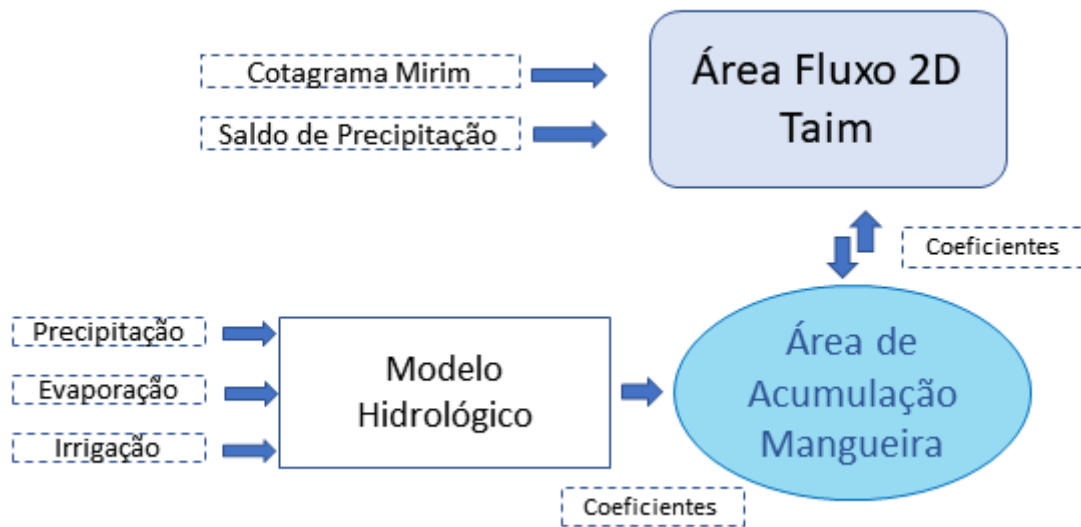 Cotagrama Mirim
Saldo de Precipitação
Área Fluxo 2D
Taim
Coeficientes
Precipitação
Evaporação
Irrigação
Modelo
Hidrológico
Área de
Acumulação
Mangueira
Coeficientes